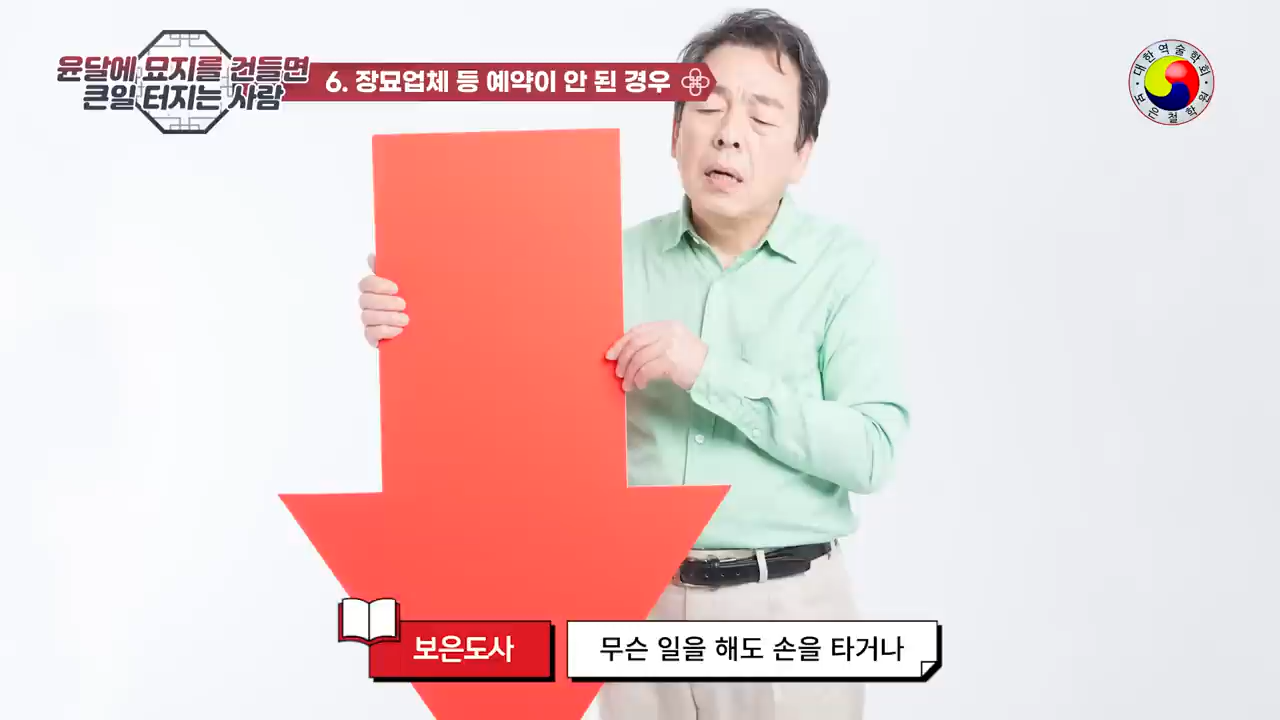 윤달에 묘지를 건들면
큰일 터지는 사람
6. 장묘업체 등 예약이 안 된 경우
대한역술학회
보은철학원
보은도사
무슨 일을 해도 손을 타거나